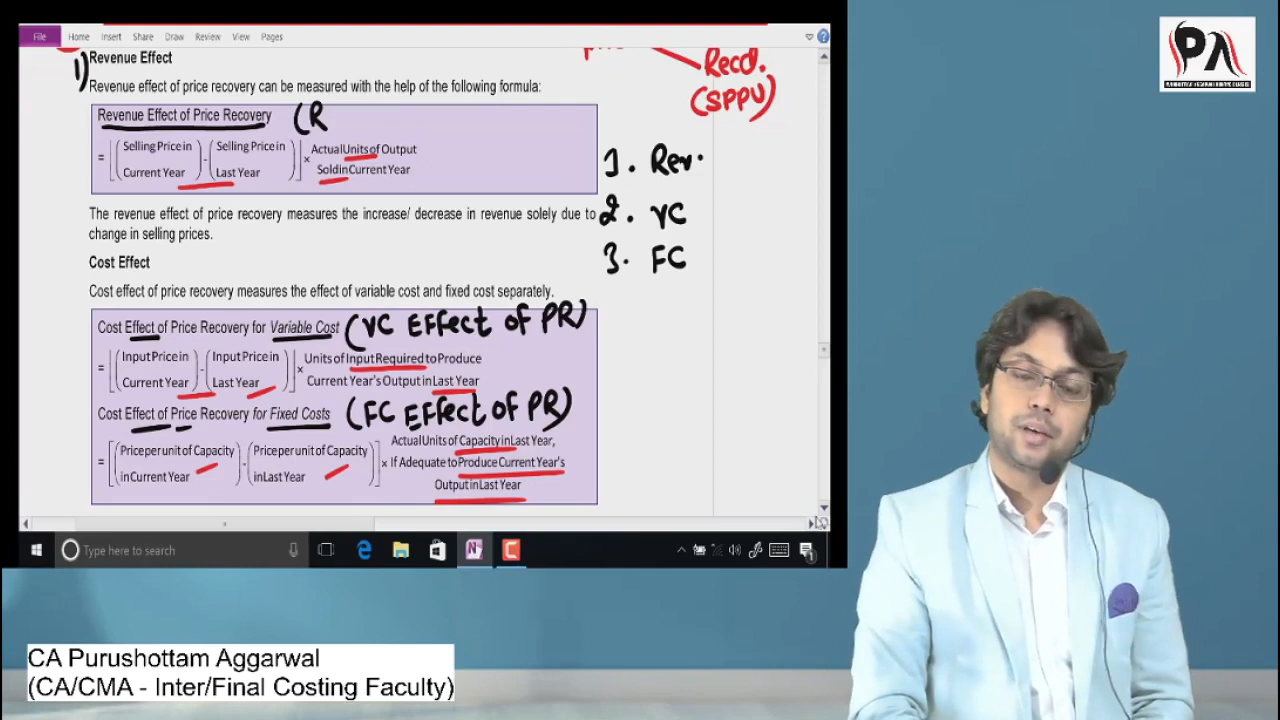 File Home Insert Share Draw Review View Pages
Recd.
(SPPU)
1) Revenue Effect
Revenue effect of price recovery can be measured with the help of the following formula:
Revenue Effect of Price Recovery (R
= [(Selling Price in Current Year) - (Selling Price in Last Year)] × Actual Units of Output Sold in Current Year
1. Rev.
2. VC
3. FC
The revenue effect of price recovery measures the increase/ decrease in revenue solely due to
change in selling prices.
Cost Effect
Cost effect of price recovery measures the effect of variable cost and fixed cost separately.
Cost Effect of Price Recovery for Variable Cost (VC Effect of PR)
= [(Input Price in Current Year) - (Input Price in Last Year)] × Units of Input Required to Produce Current Year's Output in Last Year
Cost Effect of Price Recovery for Fixed Costs (FC Effect of PR)
= [(Price per unit of Capacity in Current Year) - (Price per unit of Capacity in Last Year)] × Actual Units of Capacity in Last Year, If Adequate to Produce Current Year's Output in Last Year
Type here to search
PA
CA Purushottam Aggarwal
(CA/CMA - Inter/Final Costing Faculty)